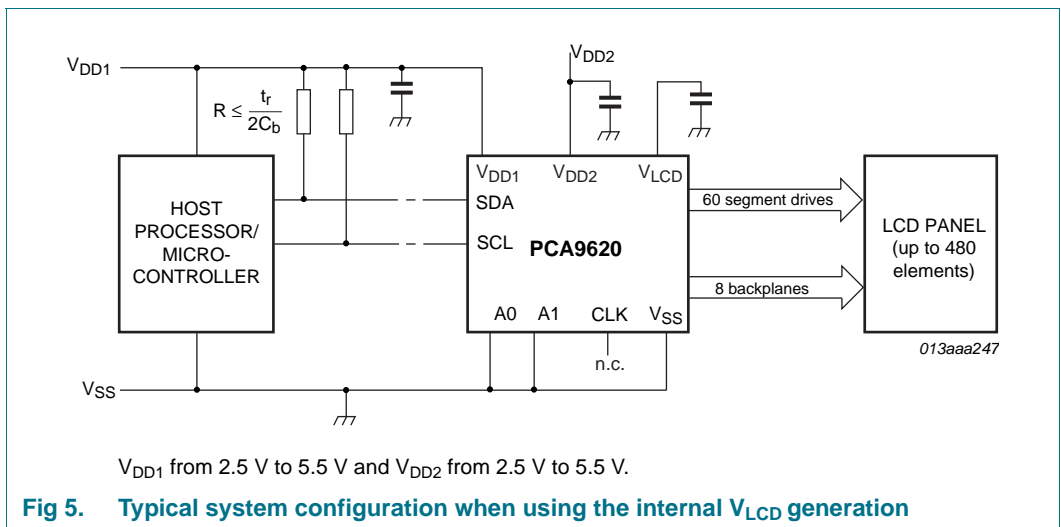 VDD1
VDD2
R ≤ tr / 2Cb
VDD1 VDD2 VLCD
HOST
PROCESSOR/
MICRO-
CONTROLLER
SDA
SCL
PCA9620
A0 A1 CLK VSS
n.c.
60 segment drives
8 backplanes
LCD PANEL
(up to 480
elements)
013aaa247
VSS
VDD1 from 2.5 V to 5.5 V and VDD2 from 2.5 V to 5.5 V.
Fig 5. Typical system configuration when using the internal VLCD generation